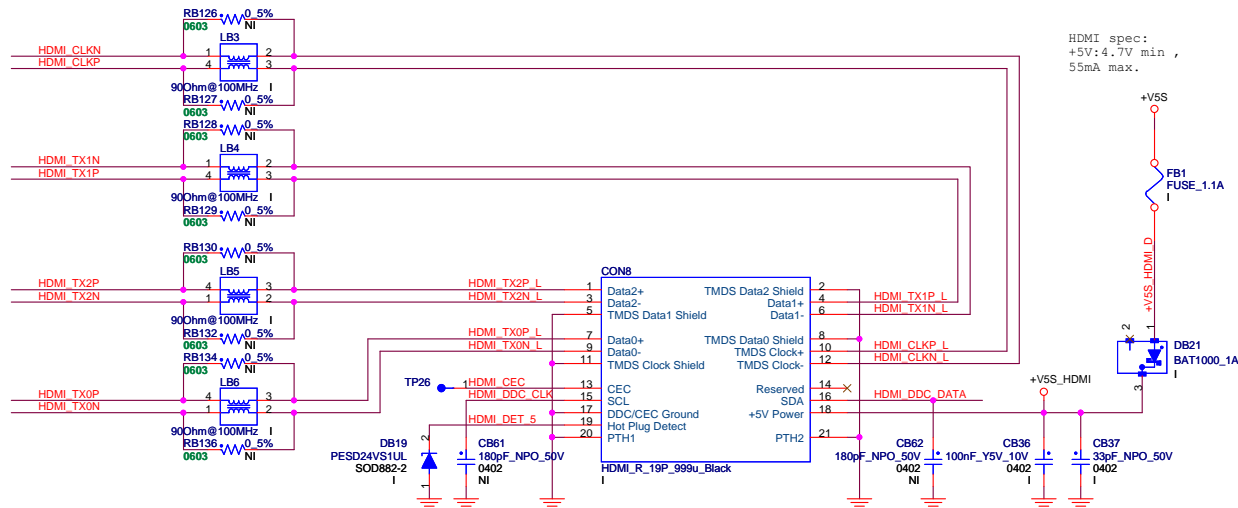 RB126 0_5%
0603 NI
LB3
HDMI_CLKN 1 2
HDMI_CLKP 4 3
90Ohm@100MHz I
RB127 0_5%
0603 NI
RB128 0_5%
0603 NI
LB4
HDMI_TX1N 1 2
HDMI_TX1P 4 3
90Ohm@100MHz I
RB129 0_5%
0603 NI
RB130 0_5%
0603 NI
LB5
HDMI_TX2P 4 3
HDMI_TX2N 1 2
90Ohm@100MHz I
RB132 0_5%
0603 NI
RB134 0_5%
0603 NI
LB6
HDMI_TX0P 4 3
HDMI_TX0N 1 2
90Ohm@100MHz I
RB136 0_5%
0603 NI
CON8
HDMI_TX2P_L 1 Data2+
HDMI_TX2N_L 3 Data2-
5 TMDS Data1 Shield
HDMI_TX0P_L 7 Data0+
HDMI_TX0N_L 9 Data0-
11 TMDS Clock Shield
TP26 1 HDMI_CEC 13 CEC
HDMI_DDC_CLK 15 SCL
17 DDC/CEC Ground
HDMI_DET_5 19 Hot Plug Detect
20 PTH1
TMDS Data2 Shield 2
Data1+ 4 HDMI_TX1P_L
Data1- 6 HDMI_TX1N_L
TMDS Data0 Shield 8
TMDS Clock+ 10 HDMI_CLKP_L
TMDS Clock- 12 HDMI_CLKN_L
Reserved 14
SDA 16 HDMI_DDC_DATA
+5V Power 18
PTH2 21
HDMI_R_19P_999u_Black
I
DB19 2
PESD24VS1UL
SOD882-2
I 1
CB61
180pF_NPO_50V
0402
NI
CB62
180pF_NPO_50V
0402
NI
CB36
100nF_Y5V_10V
0402
I
CB37
33pF_NPO_50V
0402
I
+V5S_HDMI
HDMI spec:
+5V:4.7V min ,
55mA max.
+V5S
FB1
FUSE_1.1A
I
+V5S_HDMI_D
2 1
DB21
BAT1000_1A
I
3